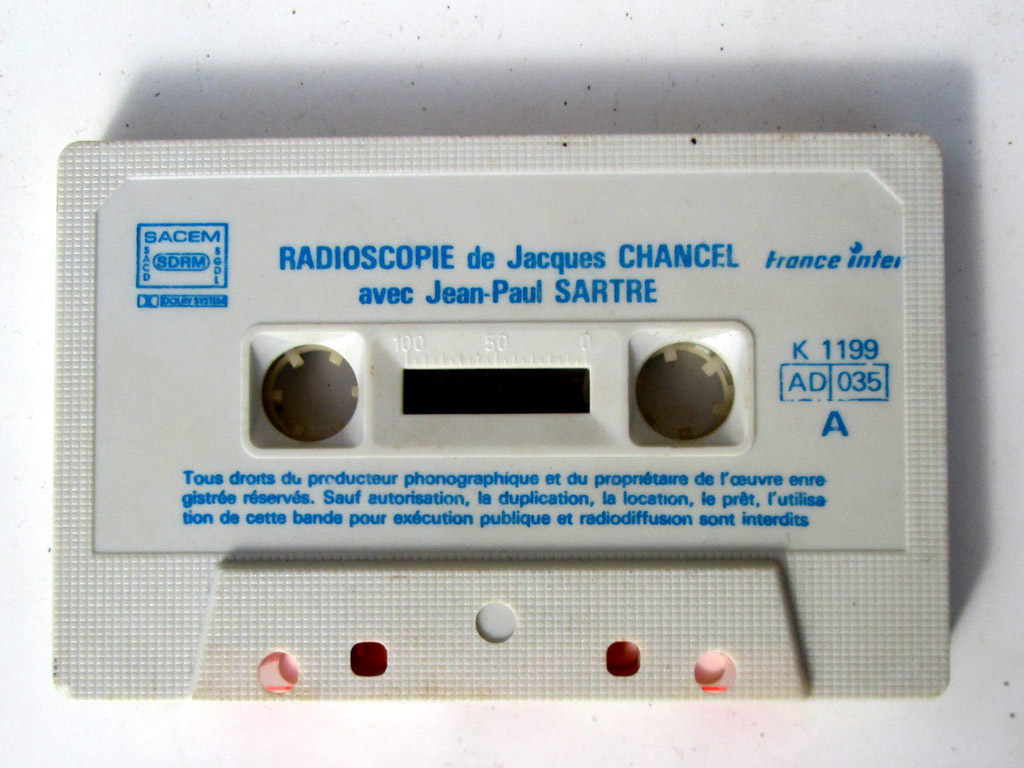 SACEM
SACD
SDRM
SGDL
DOLBY SYSTEM
RADIOSCOPIE de Jacques CHANCEL
avec Jean-Paul SARTRE
france inter
100 50 0
K 1199
AD 035
A
Tous droits du producteur phonographique et du propriétaire de l'œuvre enre
gistrée réservés. Sauf autorisation, la duplication, la location, le prêt, l'utilisa
tion de cette bande pour exécution publique et radiodiffusion sont interdits